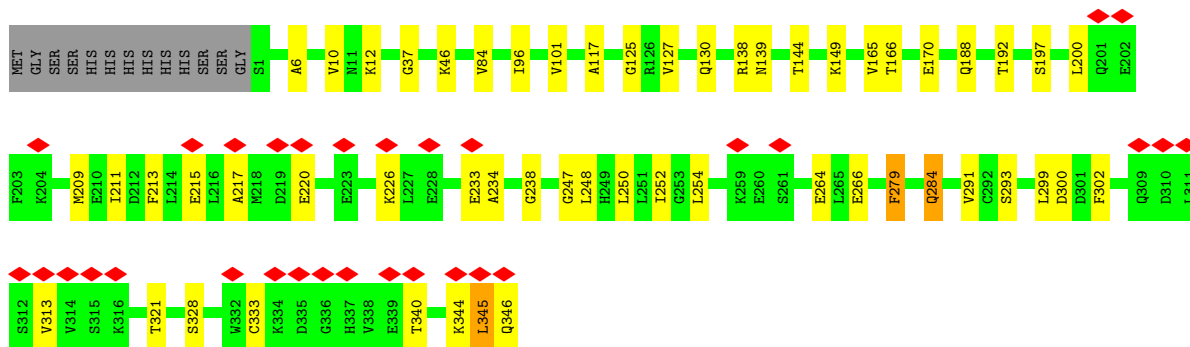 MET GLY SER SER HIS HIS HIS HIS HIS HIS SER SER GLY S1 A6 V10 N11 K12 G37 K46 V84 I96 V101 A117 G125 R126 V127 Q130 R138 N139 T144 K149 V165 T166 E170 Q188 T192 S197 L200 Q201 E202
F203 K204 M209 E210 I211 D212 F213 L214 E215 L216 A217 M218 D219 E220 E223 K226 L227 E228 E233 A234 G238 G247 L248 H249 L250 L251 I252 G253 L254 K259 E260 S261 E264 L265 E266 F279 Q284 V291 C292 S293 L299 D300 D301 F302 Q309 D310 L311
S312 V313 V314 S315 K316 T321 S328 W332 C333 K334 D335 G336 H337 V338 E339 T340 K344 L345 Q346